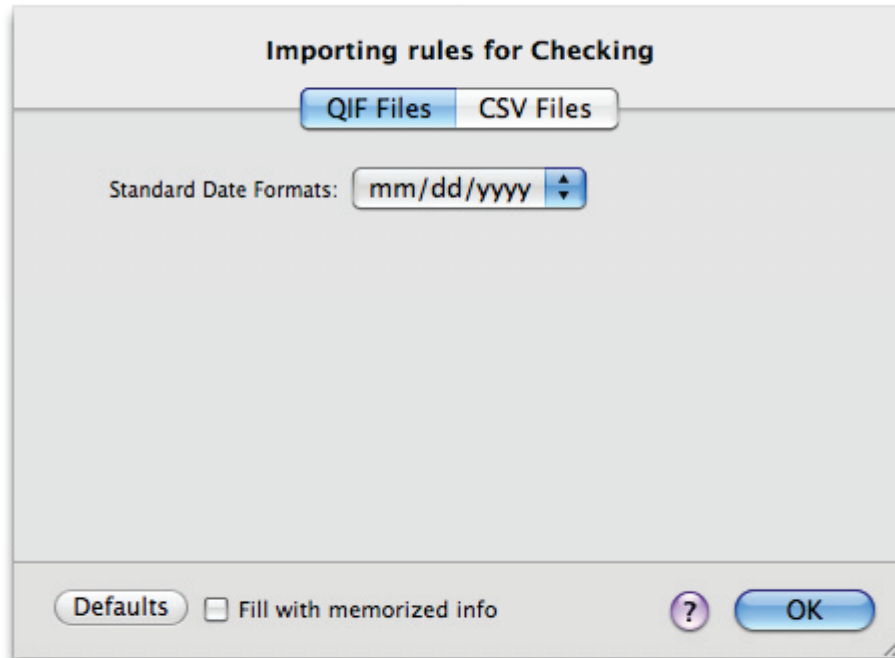 Importing rules for Checking
QIF Files CSV Files
Standard Date Formats: mm/dd/yyyy
Defaults Fill with memorized info ? OK